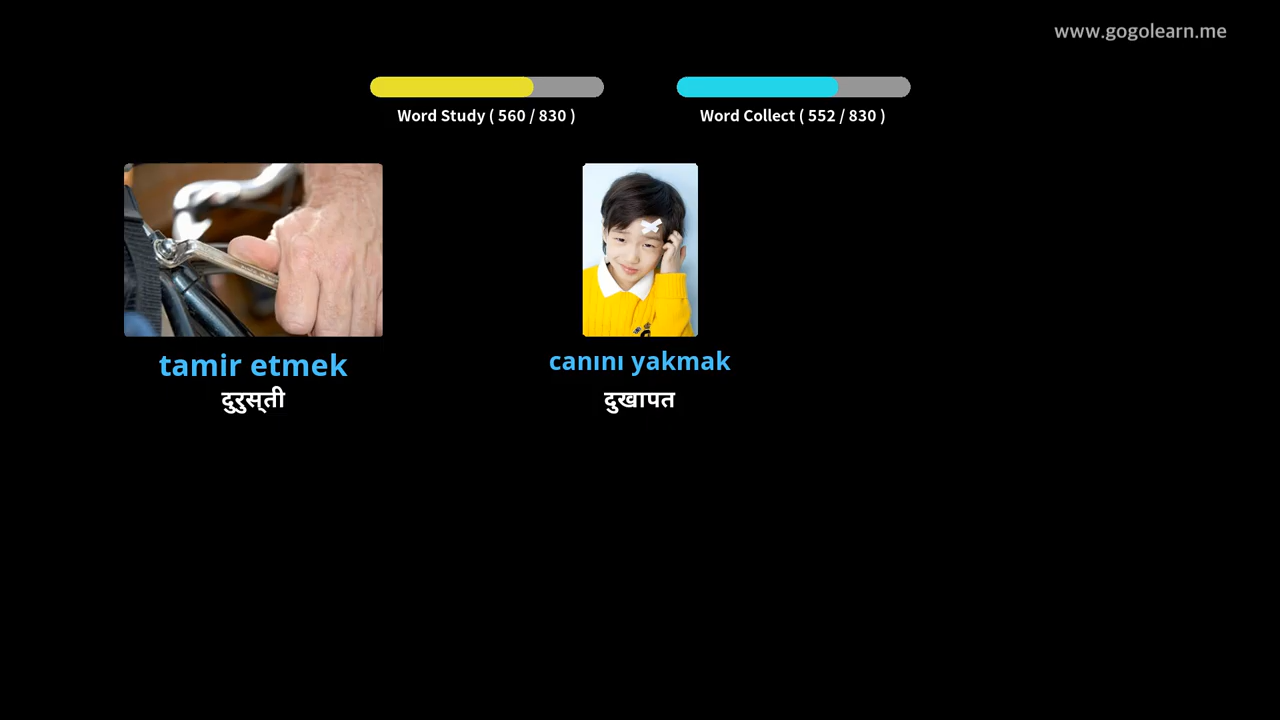 www.gogolearn.me
Word Study ( 560 / 830 )
Word Collect ( 552 / 830 )
tamir etmek
दुरुस्ती
canını yakmak
दुखापत